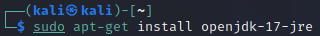 (kali㉿kali)-[~]
$ sudo apt-get install openjdk-17-jre